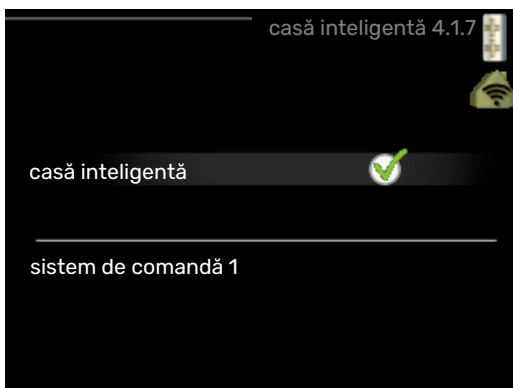 casă inteligentă 4.1.7
casă inteligentă
sistem de comandă 1